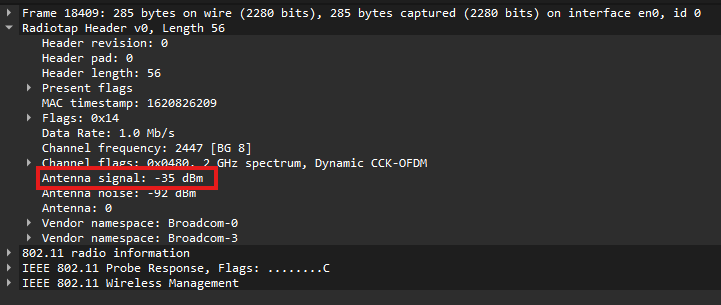 Frame 18409: 285 bytes on wire (2280 bits), 285 bytes captured (2280 bits) on interface en0, id 0
Radiotap Header v0, Length 56
Header revision: 0
Header pad: 0
Header length: 56
Present flags
MAC timestamp: 1620826209
Flags: 0x14
Data Rate: 1.0 Mb/s
Channel frequency: 2447 [BG 8]
Channel flags: 0x0480, 2 GHz spectrum, Dynamic CCK-OFDM
Antenna signal: -35 dBm
Antenna noise: -92 dBm
Antenna: 0
Vendor namespace: Broadcom-0
Vendor namespace: Broadcom-3
802.11 radio information
IEEE 802.11 Probe Response, Flags: ........C
IEEE 802.11 Wireless Management